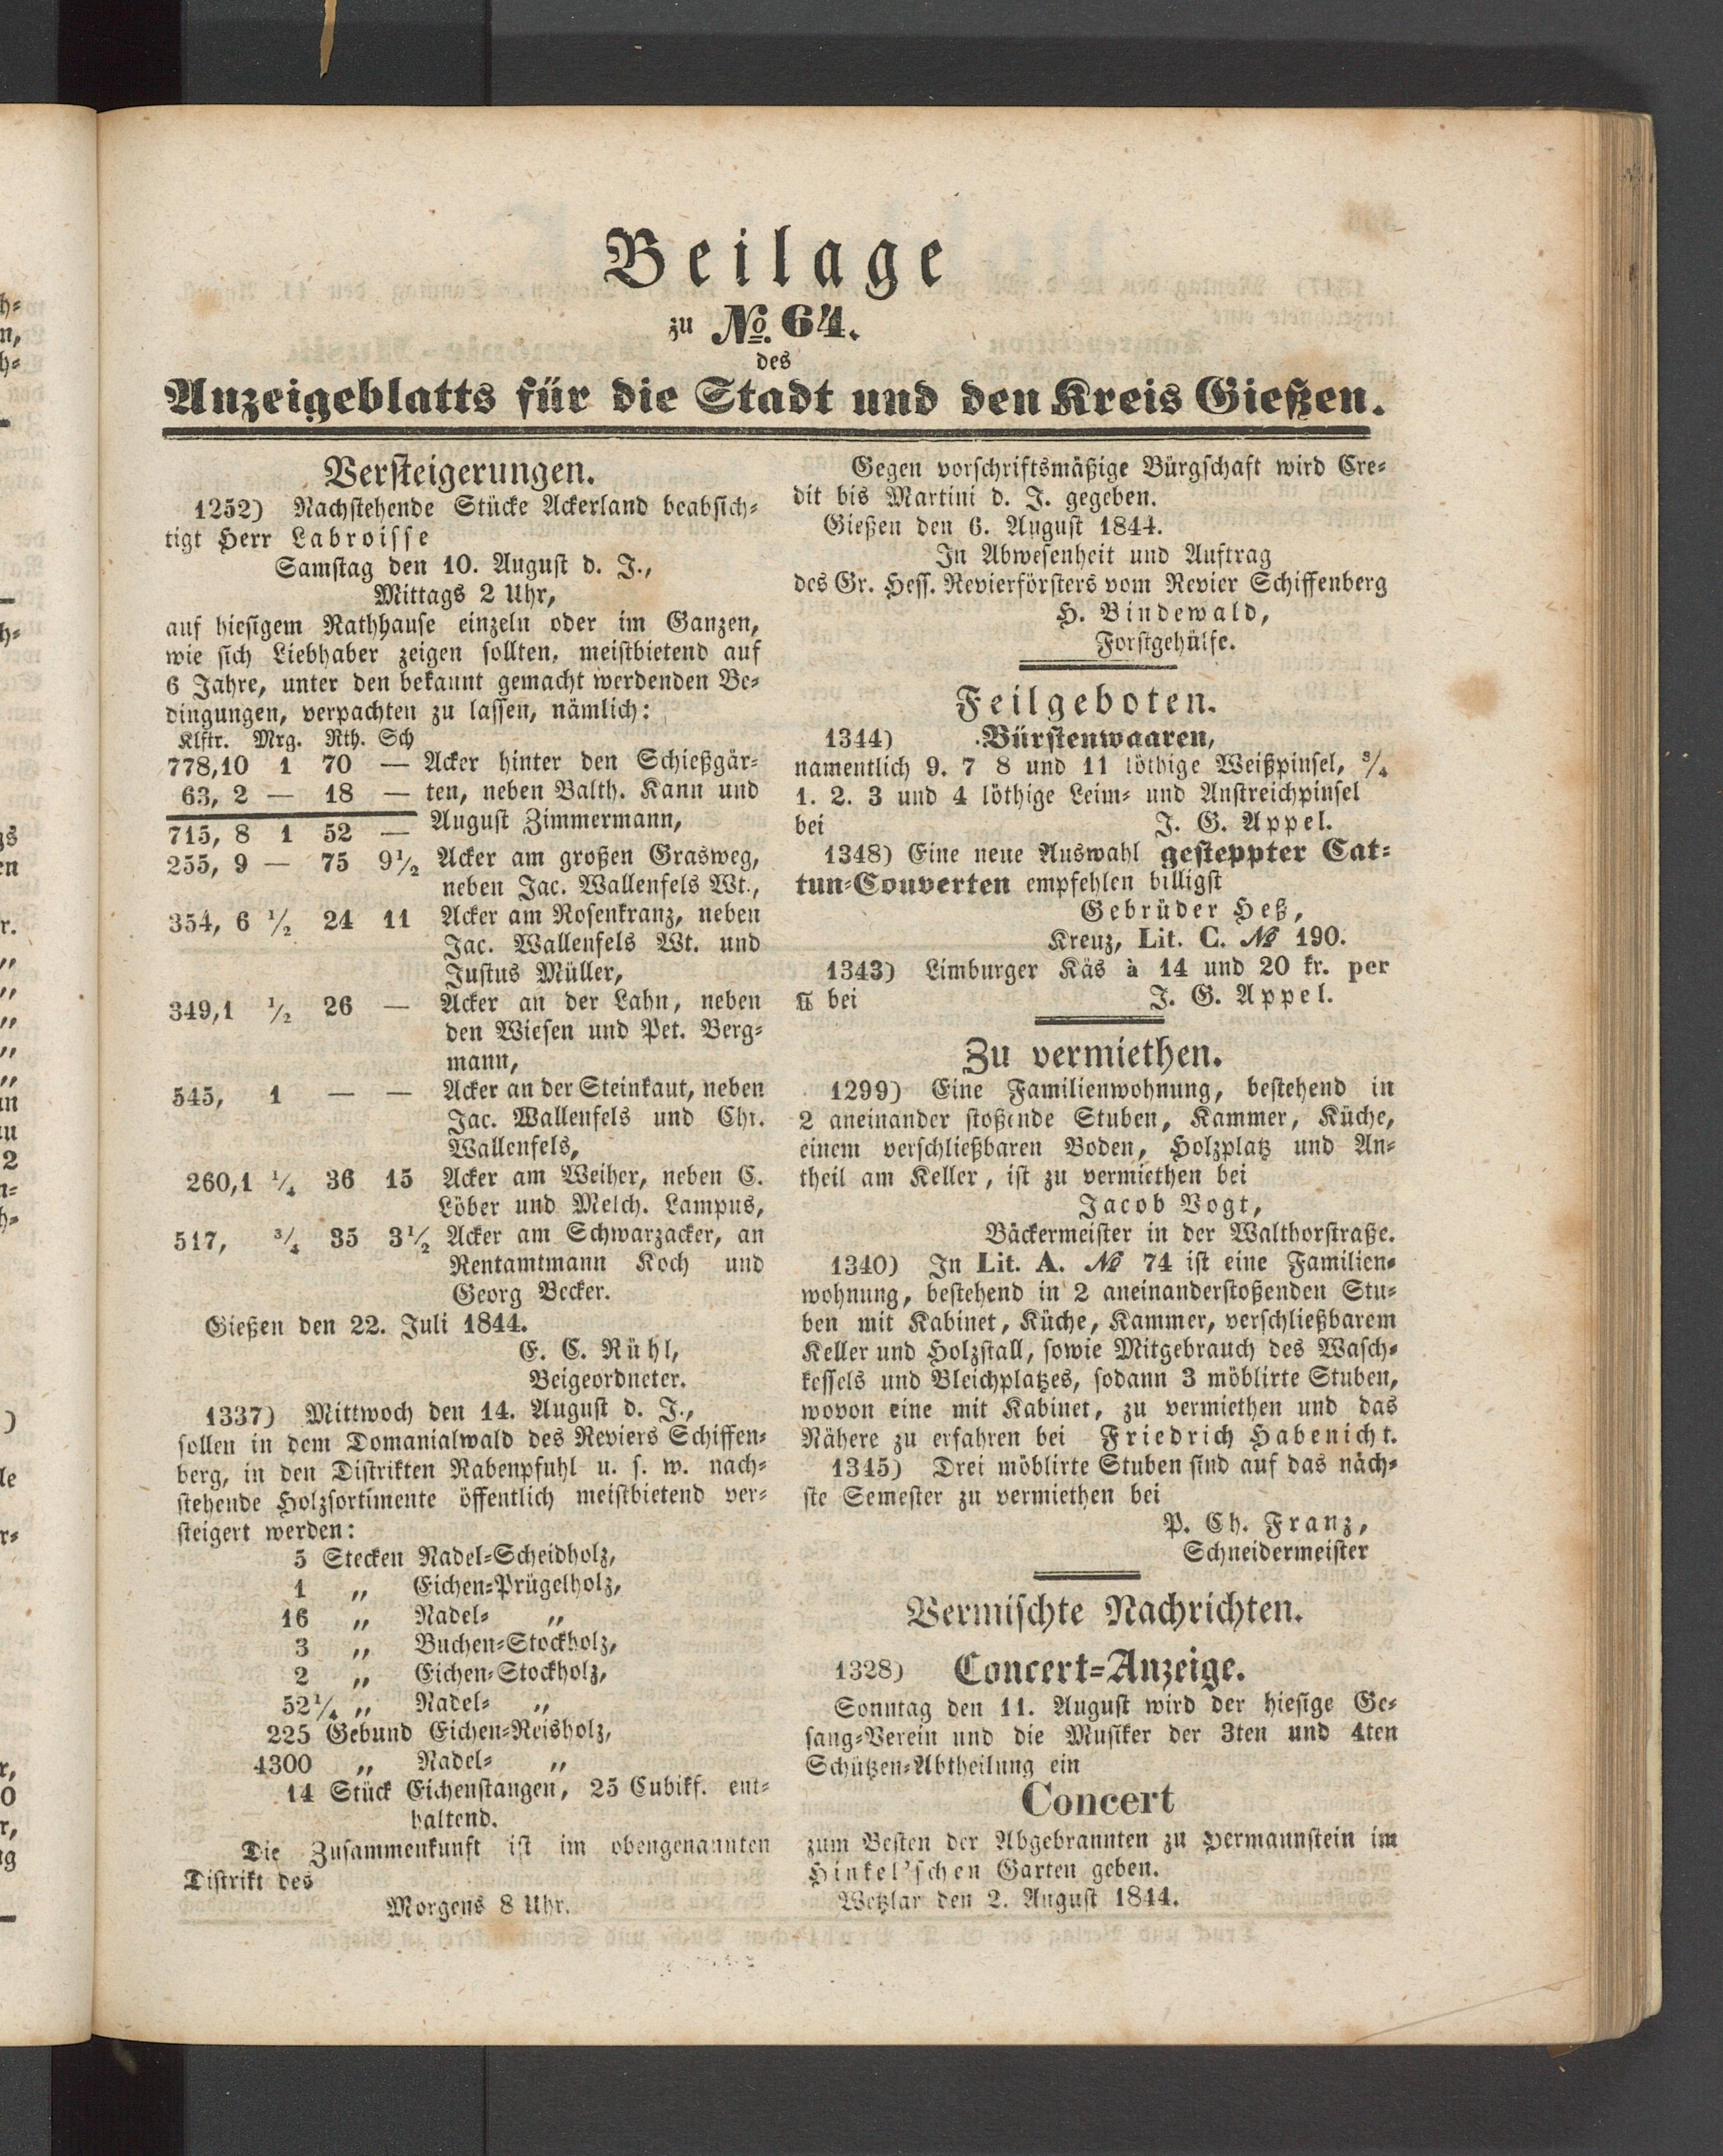 Beilage
zu No. 64.
des
Anzeigeblatts für die Stadt und den Kreis Gießen.
Versteigerungen.
1252) Nachstehende Stücke Ackerland beabsich-
tigt Herr Labroisse
Samstag den 10. August d. J.,
Mittags 2 Uhr,
auf hiesigem Rathhause einzeln oder im Ganzen,
wie sich Liebhaber zeigen sollten, meistbietend auf
6 Jahre, unter den bekannt gemacht werdenden Be-
dingungen, verpachten zu lassen, nämlich:
Klftr. Mrg. Rth. Sch
778,10 1 70 — Acker hinter den Schießgär-
63, 2 — 18 — ten, neben Balth. Kann und
August Zimmermann,
715, 8 1 52 —
255, 9 — 75 9½ Acker am großen Grasweg,
neben Jac. Wallenfels Wt.,
354, 6 ½ 24 11 Acker am Rosenkranz, neben
Jac. Wallenfels Wt. und
Justus Müller,
349,1 ½ 26 — Acker an der Lahn, neben
den Wiesen und Pet. Berg-
mann,
545, 1 — — Acker an der Steinkaut, neben
Jac. Wallenfels und Chr.
Wallenfels,
260,1 ¼ 36 15 Acker am Weiher, neben C.
Löber und Melch. Lampus,
517, ¾ 35 3½ Acker am Schwarzacker, an
Rentamtmann Koch und
Georg Becker.
Gießen den 22. Juli 1844.
E. C. Rühl,
Beigeordneter.
1337) Mittwoch den 14. August d. J.,
sollen in dem Domanialwald des Reviers Schiffen-
berg, in den Distrikten Rabenpfuhl u. s. w. nach-
stehende Holzsortimente öffentlich meistbietend ver-
steigert werden:
5 Stecken Nadel-Scheidholz,
1 „ Eichen-Prügelholz,
16 „ Nadel- „
3 „ Buchen-Stockholz,
2 „ Eichen-Stockholz,
52¼ „ Nadel- „
225 Gebund Eichen-Reisholz,
4300 „ Nadel- „
14 Stück Eichenstangen, 25 Cubikf. ent-
haltend.
Die Zusammenkunft ist im obengenannten
Distrikt des
Morgens 8 Uhr.
Gegen vorschriftsmäßige Bürgschaft wird Cre-
dit bis Martini d. J. gegeben.
Gießen den 6. August 1844.
In Abwesenheit und Auftrag
des Gr. Hess. Revierförsters vom Revier Schiffenberg
H. Bindewald,
Forstgehülfe.
Feilgeboten.
1344) Bürstenwaaren,
namentlich 9. 7 8 und 11 löthige Weißpinsel, ¾
1. 2. 3 und 4 löthige Leim- und Anstreichpinsel
bei J. G. Appel.
1348) Eine neue Auswahl gesteppter Cat-
tun-Couverten empfehlen billigst
Gebrüder Heß,
Kreuz, Lit. C. № 190.
1343) Limburger Käs à 14 und 20 kr. per
℔ bei J. G. Appel.
Zu vermiethen.
1299) Eine Familienwohnung, bestehend in
2 aneinander stoßende Stuben, Kammer, Küche,
einem verschließbaren Boden, Holzplatz und An-
theil am Keller, ist zu vermiethen bei
Jacob Vogt,
Bäckermeister in der Walthorstraße.
1340) In Lit. A. № 74 ist eine Familien-
wohnung, bestehend in 2 aneinanderstoßenden Stu-
ben mit Kabinet, Küche, Kammer, verschließbarem
Keller und Holzstall, sowie Mitgebrauch des Wasch-
kessels und Bleichplatzes, sodann 3 möblirte Stuben,
wovon eine mit Kabinet, zu vermiethen und das
Nähere zu erfahren bei Friedrich Habenicht.
1345) Drei möblirte Stuben sind auf das näch-
ste Semester zu vermiethen bei
P. Ch. Franz,
Schneidermeister
Vermischte Nachrichten.
1328) Concert-Anzeige.
Sonntag den 11. August wird der hiesige Ge-
sang-Verein und die Musiker der 3ten und 4ten
Schützen-Abtheilung ein
Concert
zum Besten der Abgebrannten zu Hermannstein im
Hinkel'schen Garten geben.
Wetzlar den 2. August 1844.